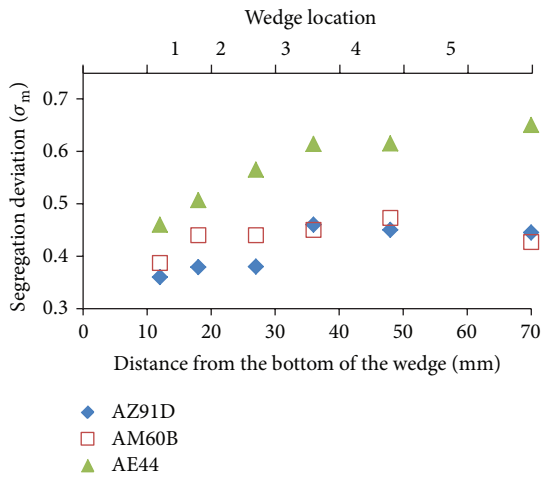 Wedge location
1 2 3 4 5
0.7
0.6
0.5
0.4
0.3
Segregation deviation (σm)
0 10 20 30 40 50 60 70
Distance from the bottom of the wedge (mm)
AZ91D
AM60B
AE44